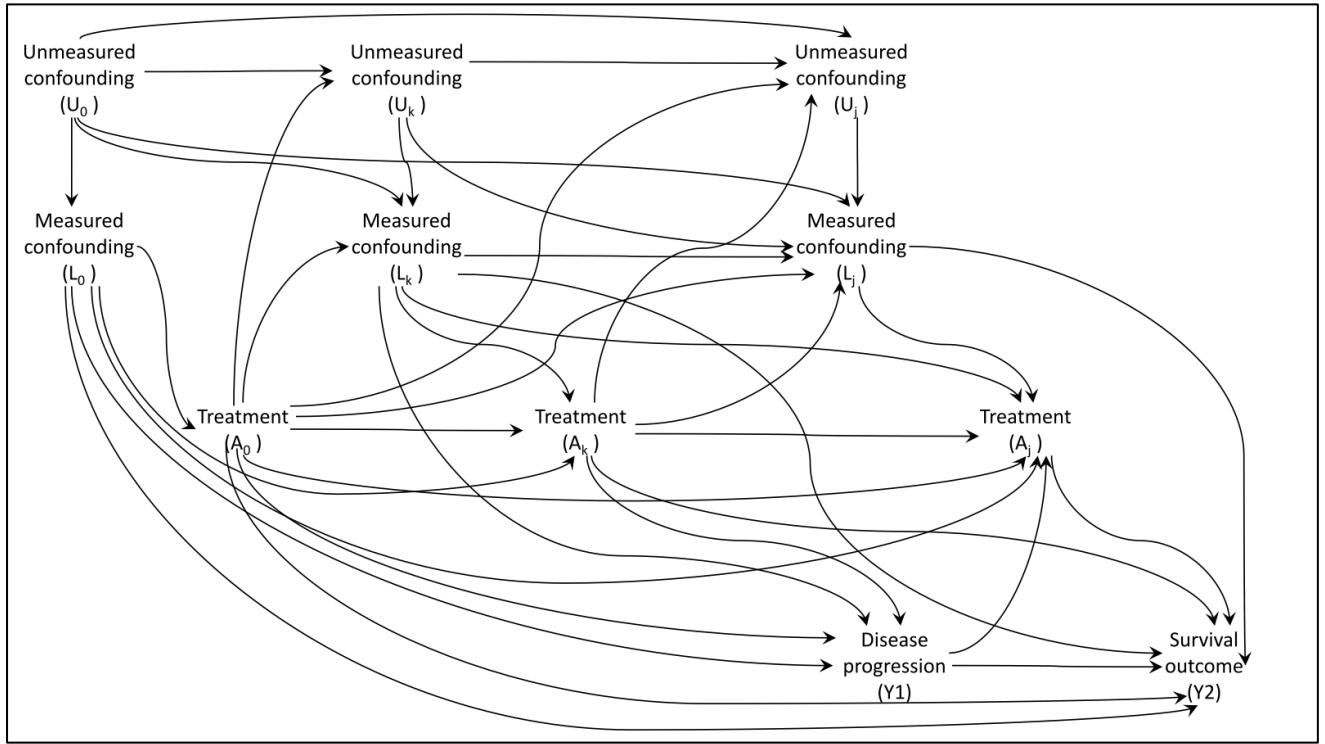 Unmeasured
confounding
(U0 )
Unmeasured
confounding
(Uk )
Unmeasured
confounding
(Uj )
Measured
confounding
(L0 )
Measured
confounding
(Lk )
Measured
confounding
(Lj )
Treatment
(A0 )
Treatment
(Ak )
Treatment
(Aj )
Disease
progression
(Y1)
Survival
outcome
(Y2)